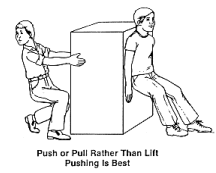 Push or Pull Rather Than Lift
Pushing Is Best